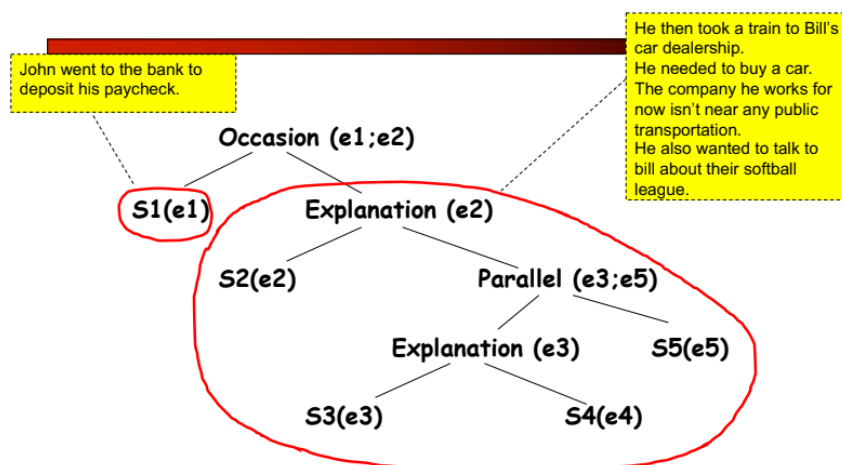 John went to the bank to
deposit his paycheck.
He then took a train to Bill's
car dealership.
He needed to buy a car.
The company he works for
now isn't near any public
transportation.
He also wanted to talk to
bill about their softball
league.
Occasion (e1;e2)
S1(e1)
Explanation (e2)
S2(e2)
Parallel (e3;e5)
Explanation (e3)
S5(e5)
S3(e3)
S4(e4)